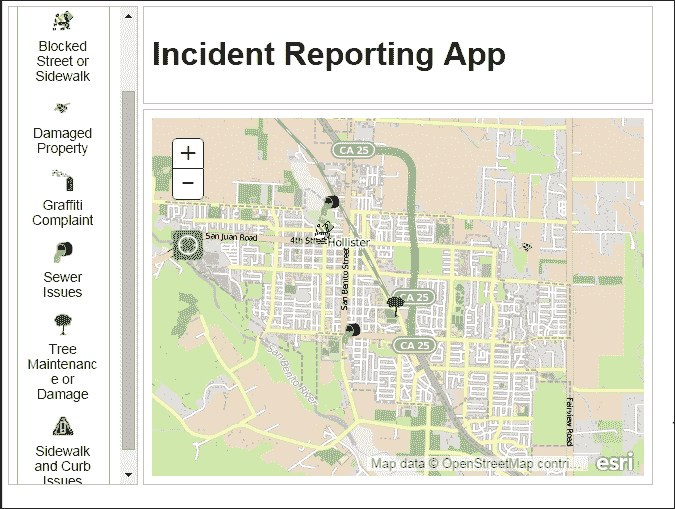 Blocked
Street or
Sidewalk
Damaged
Property
Graffiti
Complaint
Sewer
Issues
Tree
Maintenanc
e or
Damage
Sidewalk
and Curb
Issues
Incident Reporting App
+
−
CA 25
San Juan Road
4th Street
Hollister
San Benito Street
CA 25
CA 25
San Benito River
Fairview Road
Map data © OpenStreetMap contri...
esri